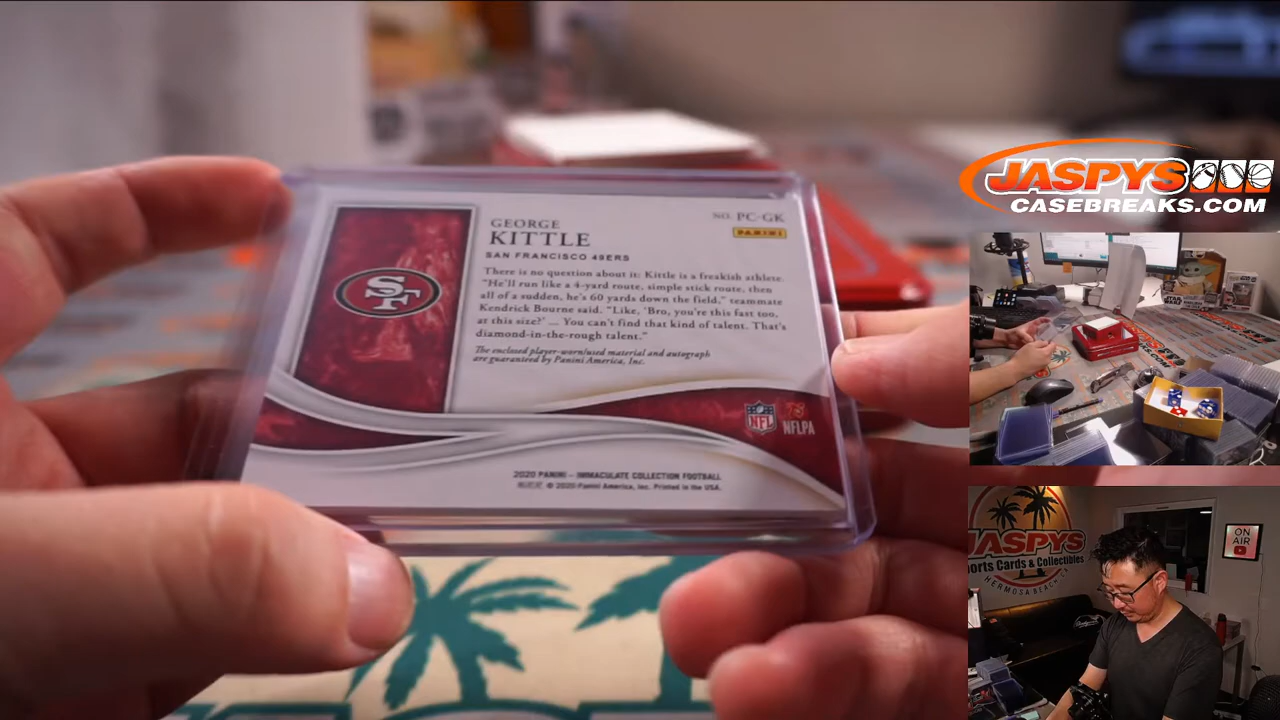 GEORGE
KITTLE
SAN FRANCISCO 49ERS
NO. PC-GK
PANINI
There is no question about it: Kittle is a freakish athlete.
"He'll run like a 4-yard route, simple stick route, then
all of a sudden, he's 60 yards down the field," teammate
Kendrick Bourne said. "Like, 'Bro, you're this fast too,
at this size?' ... You can't find that kind of talent. That's
diamond-in-the-rough talent."
The enclosed player-worn/used material and autograph
are guaranteed by Panini America, Inc.
SF
NFL
NFLPA
2020 PANINI – IMMACULATE COLLECTION FOOTBALL
© 2020 Panini America, Inc. Printed in the USA.
JASPYS
CASEBREAKS.COM
STAR WARS
JASPYS
Sports Cards & Collectibles
HERMOSA BEACH, CA
ON
AIR